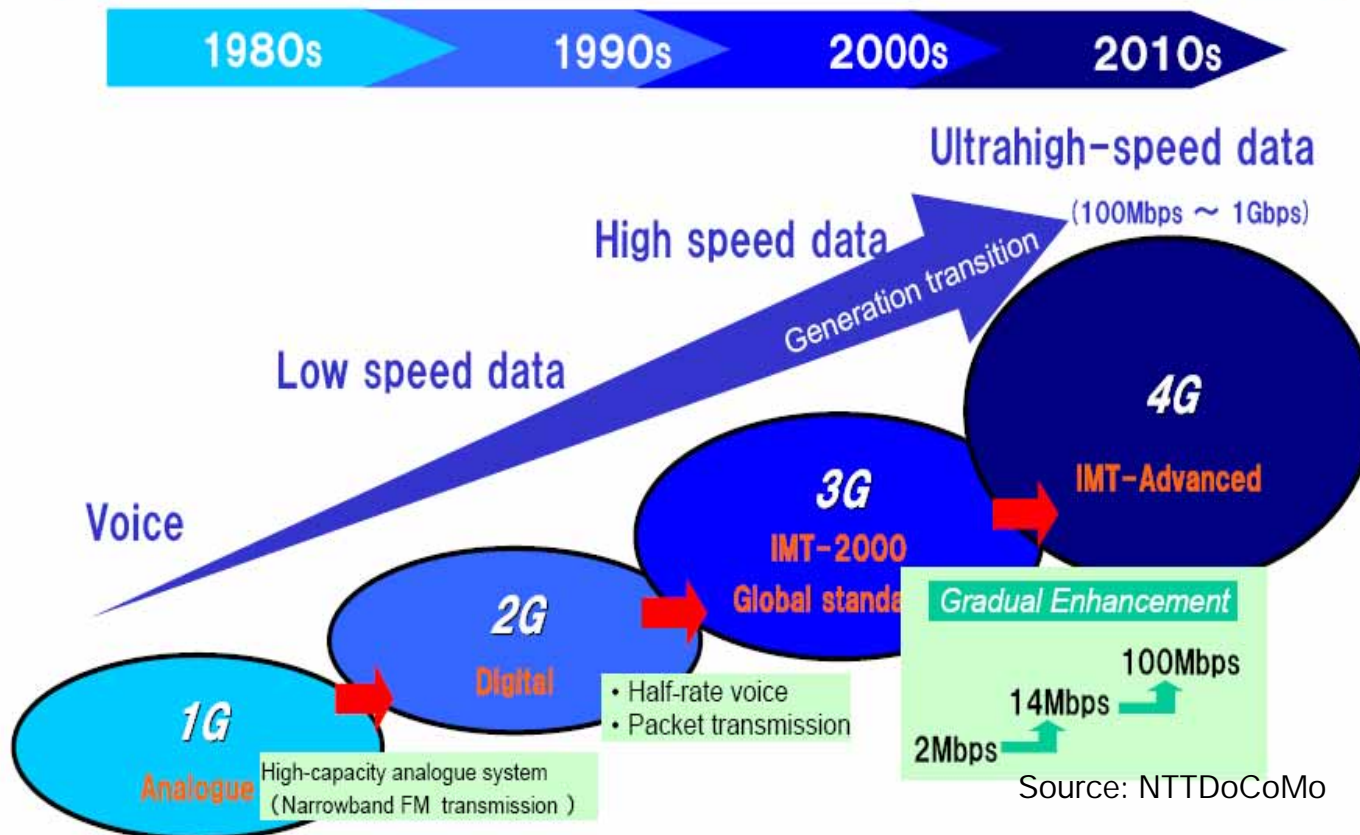 1980s
1990s
2000s
2010s
Ultrahigh-speed data
(100Mbps ～ 1Gbps)
High speed data
Generation transition
Low speed data
Voice
4G
IMT-Advanced
3G
IMT-2000
Global standa
2G
Digital
1G
Analogue
High-capacity analogue system
（Narrowband FM transmission ）
• Half-rate voice
• Packet transmission
Gradual Enhancement
100Mbps
14Mbps
2Mbps
Source: NTTDoCoMo